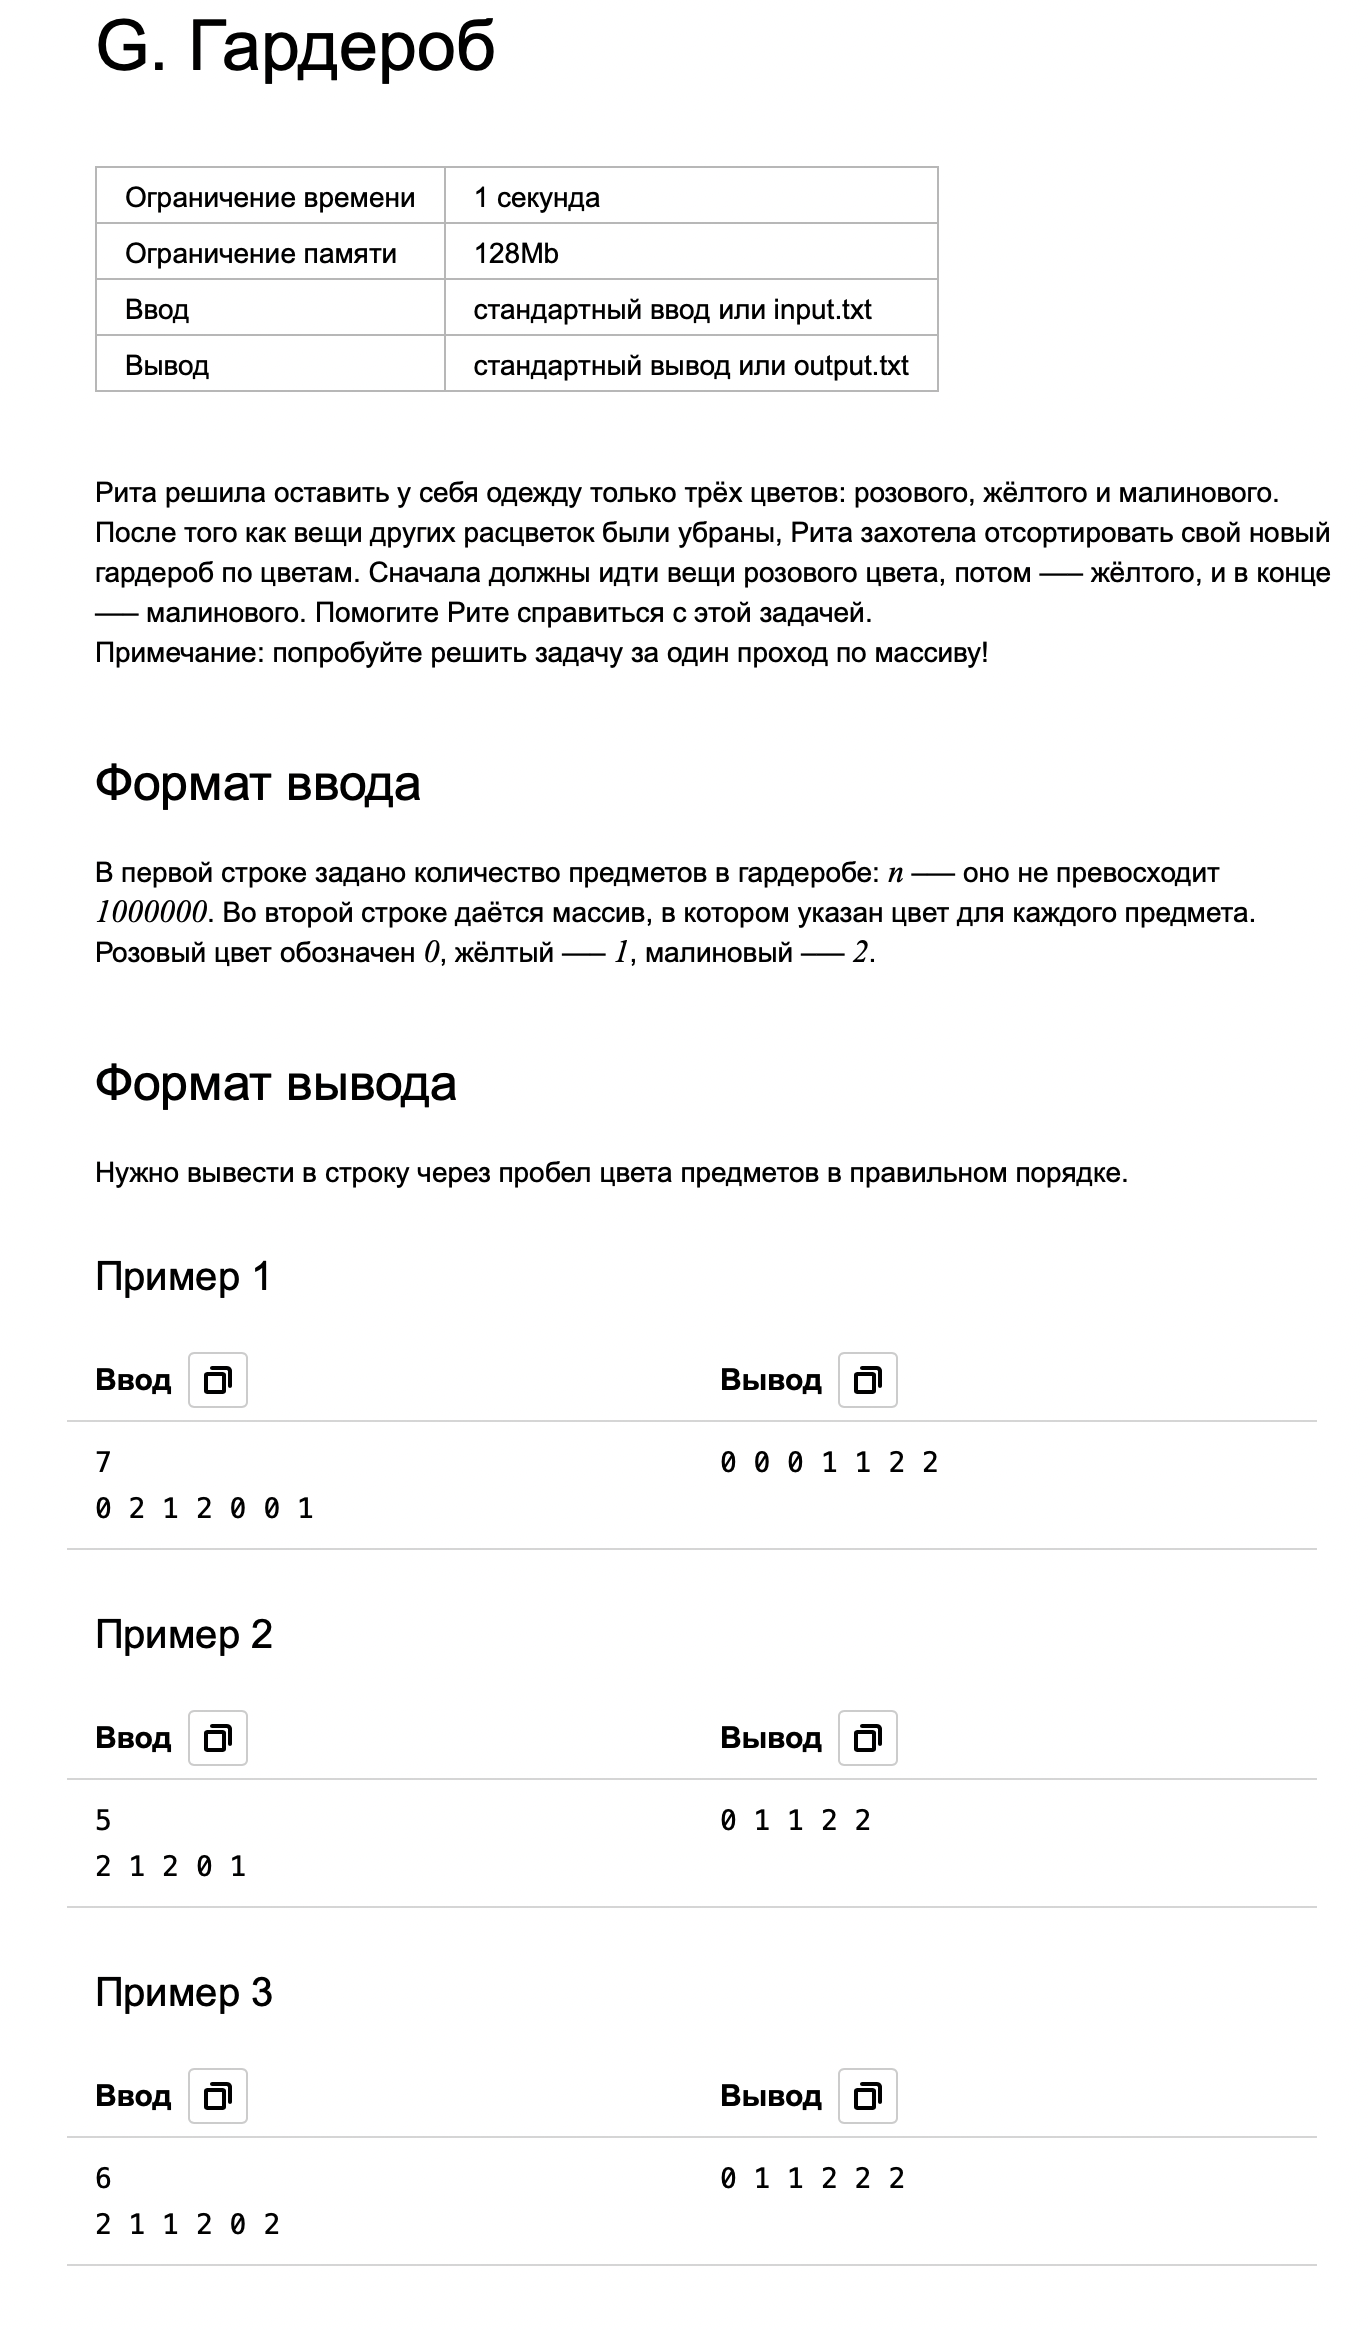 G. Гардероб
Ограничение времени 1 секунда
Ограничение памяти 128Mb
Ввод стандартный ввод или input.txt
Вывод стандартный вывод или output.txt
Рита решила оставить у себя одежду только трёх цветов: розового, жёлтого и малинового.
После того как вещи других расцветок были убраны, Рита захотела отсортировать свой новый
гардероб по цветам. Сначала должны идти вещи розового цвета, потом —– жёлтого, и в конце
—– малинового. Помогите Рите справиться с этой задачей.
Примечание: попробуйте решить задачу за один проход по массиву!
Формат ввода
В первой строке задано количество предметов в гардеробе: n —– оно не превосходит
1000000. Во второй строке даётся массив, в котором указан цвет для каждого предмета.
Розовый цвет обозначен 0, жёлтый —– 1, малиновый —– 2.
Формат вывода
Нужно вывести в строку через пробел цвета предметов в правильном порядке.
Пример 1
Ввод Вывод
7 0 0 0 1 1 2 2
0 2 1 2 0 0 1
Пример 2
Ввод Вывод
5 0 1 1 2 2
2 1 2 0 1
Пример 3
Ввод Вывод
6 0 1 1 2 2 2
2 1 1 2 0 2